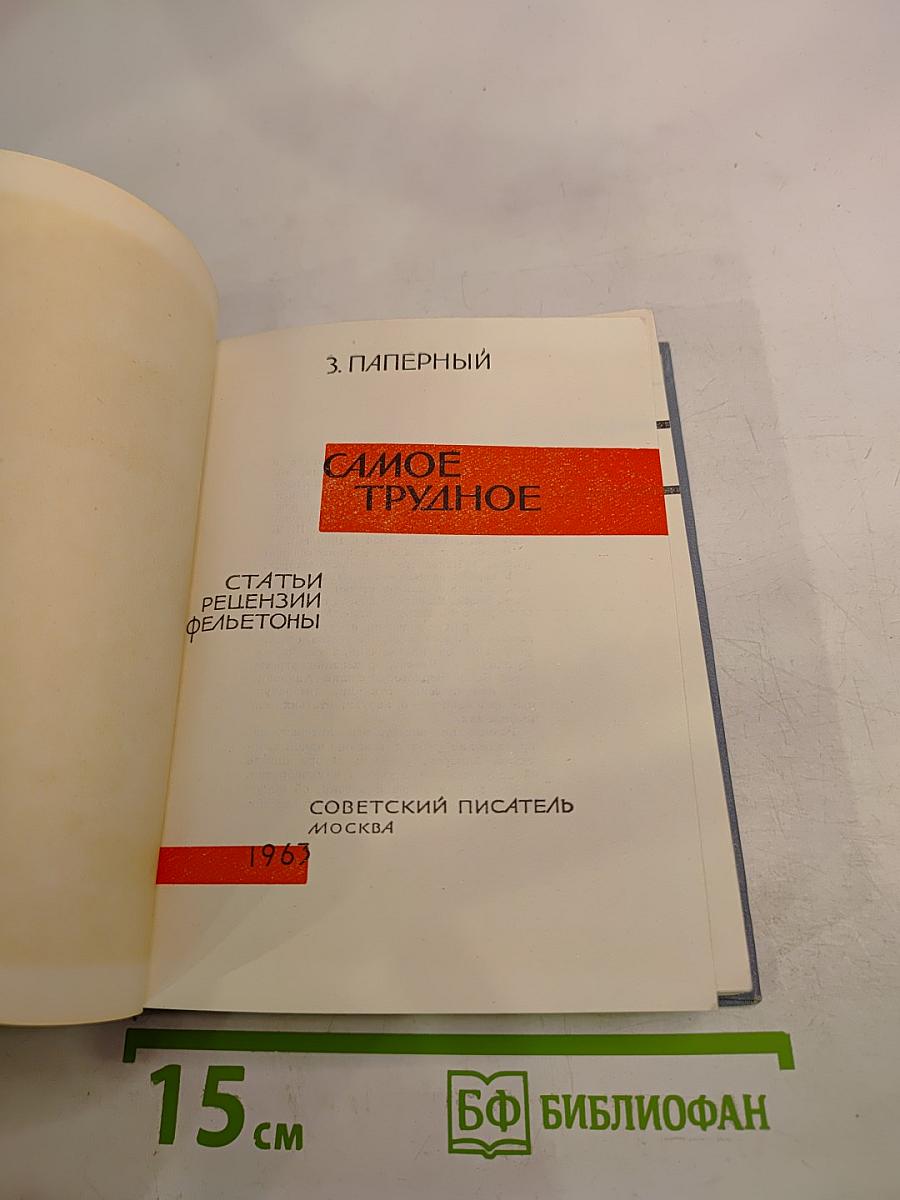 З. ПАПЕРНЫЙ
САМОЕ
ТРУДНОЕ
СТАТЬИ
РЕЦЕНЗИИ
ФЕЛЬЕТОНЫ
СОВЕТСКИЙ ПИСАТЕЛЬ
МОСКВА
1963
15 см
БФ БИБЛИОФАН